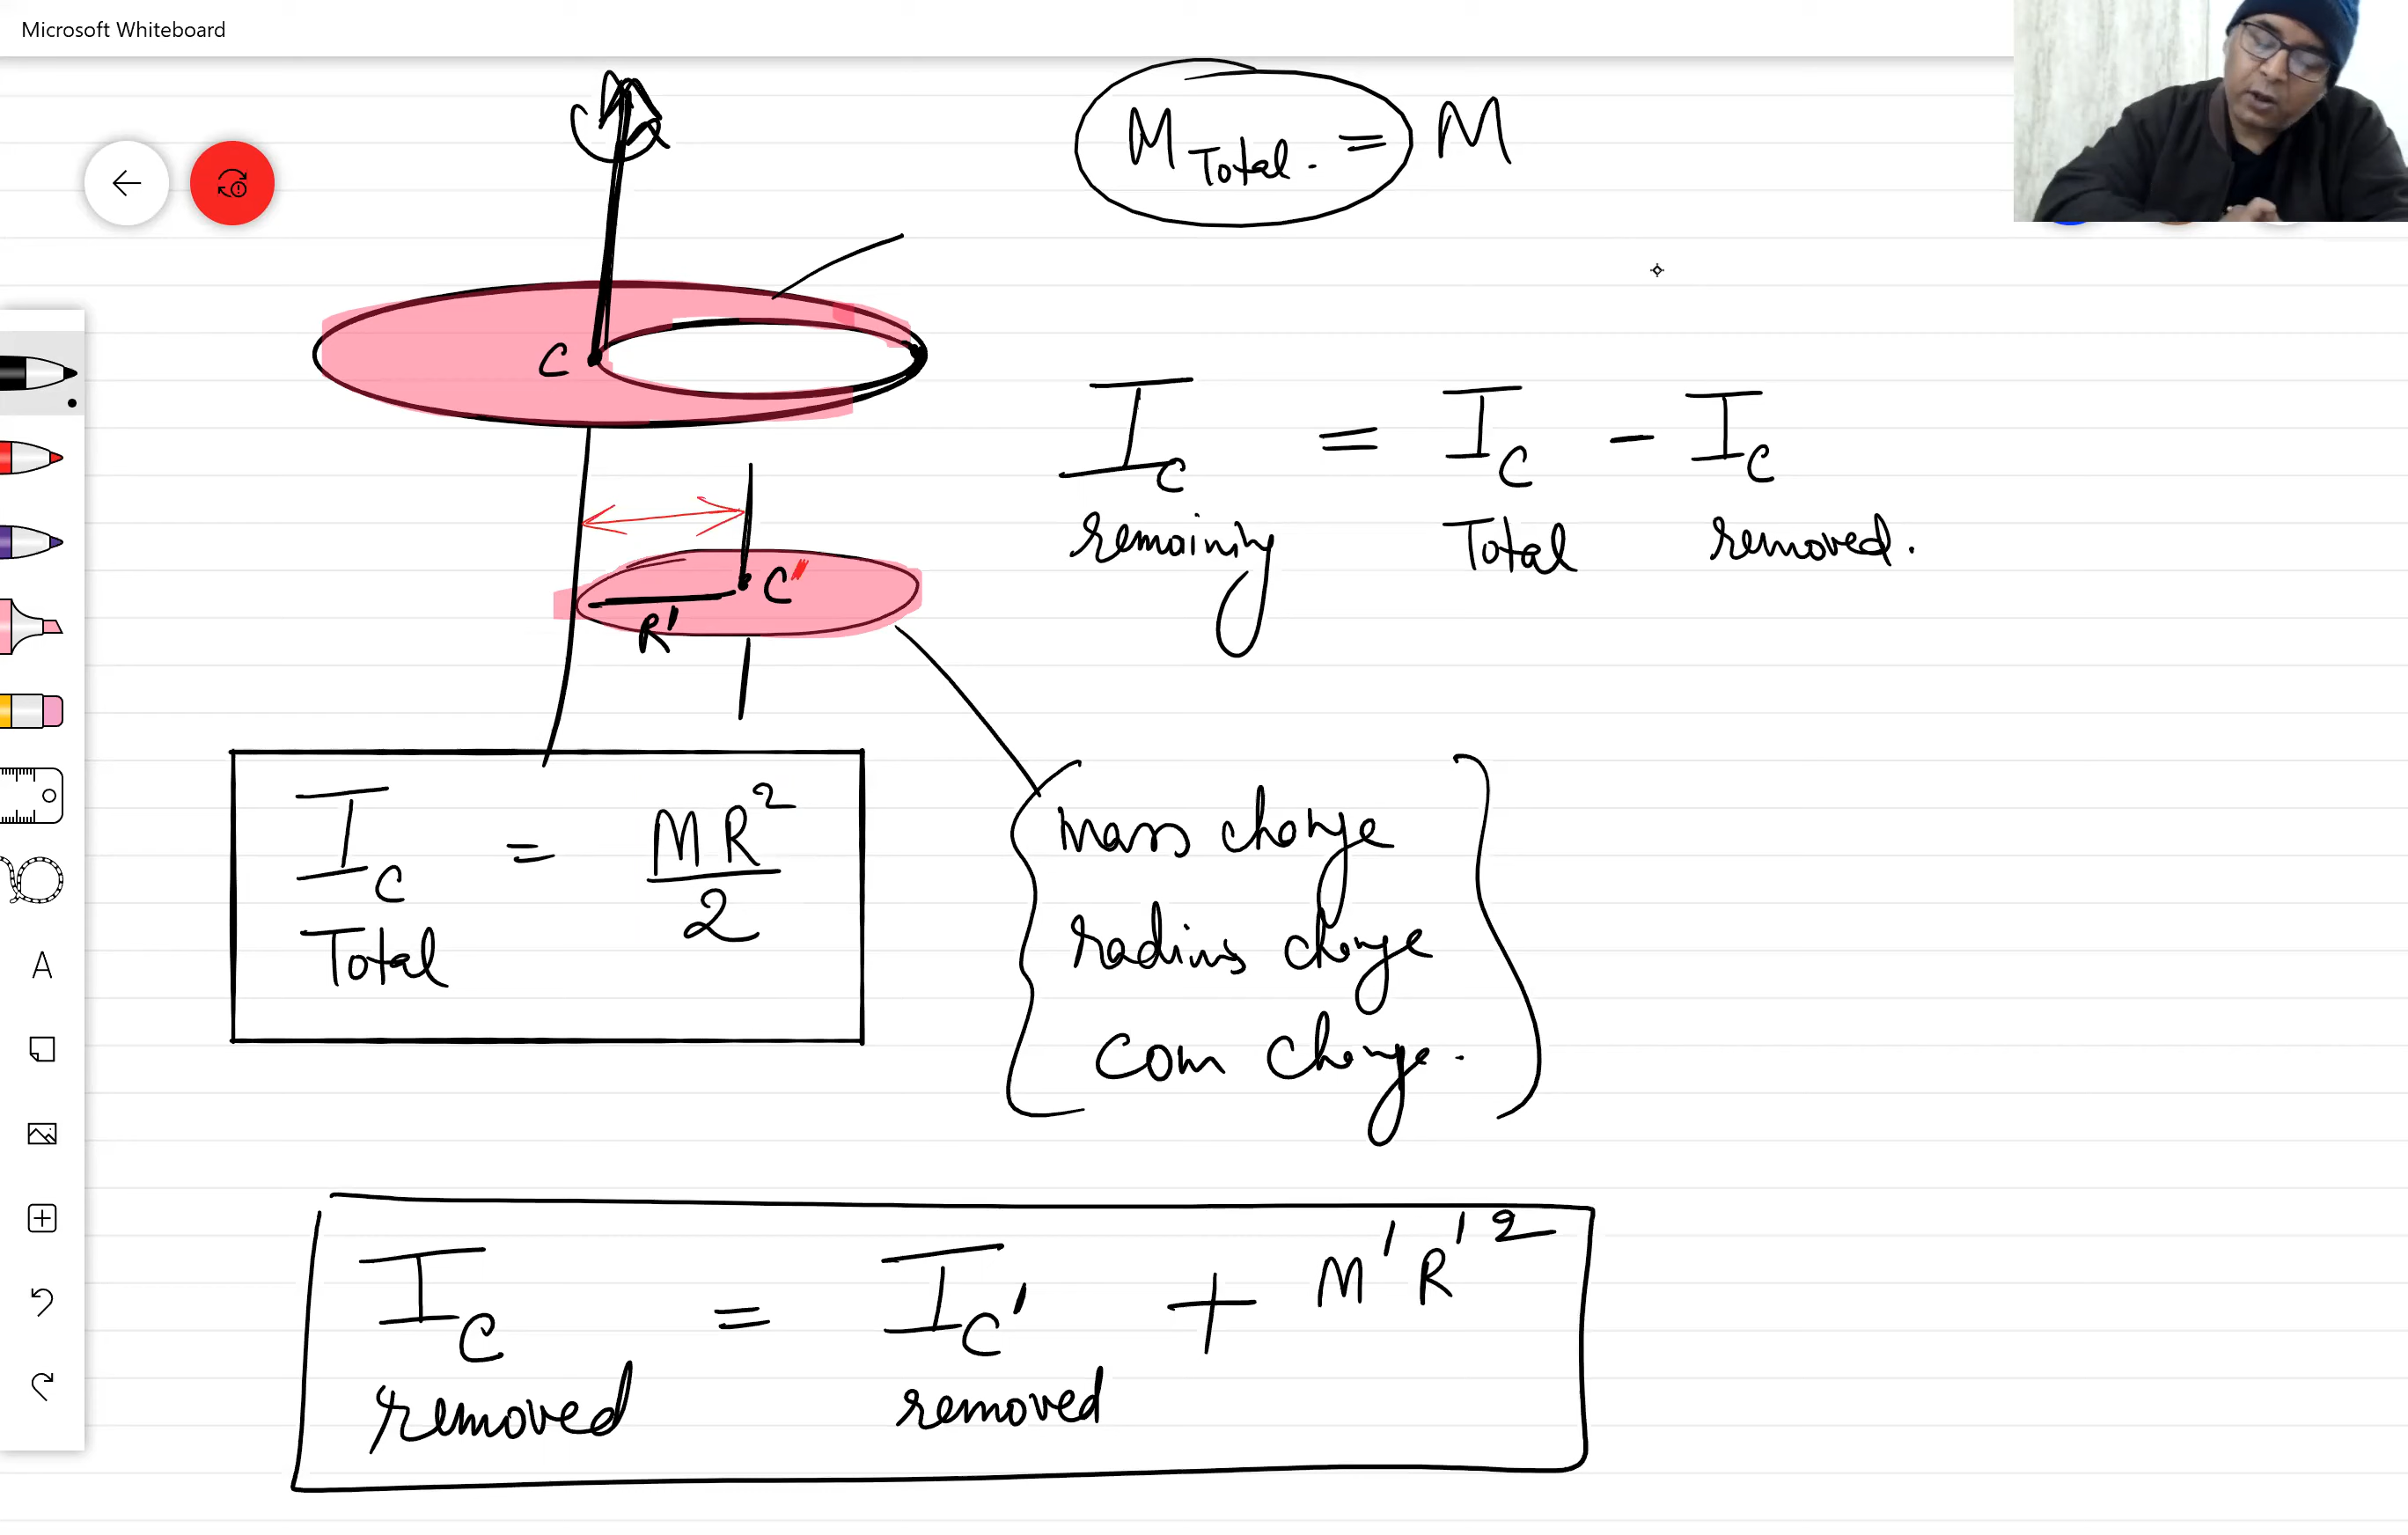 Microsoft Whiteboard
M Total . = M
C
I C = I C - I C
remaining Total removed.
C'
R'
I C = MR² / 2
Total
mass change
radius change
Com change.
I C = I C' + M'R'²
removed removed
A